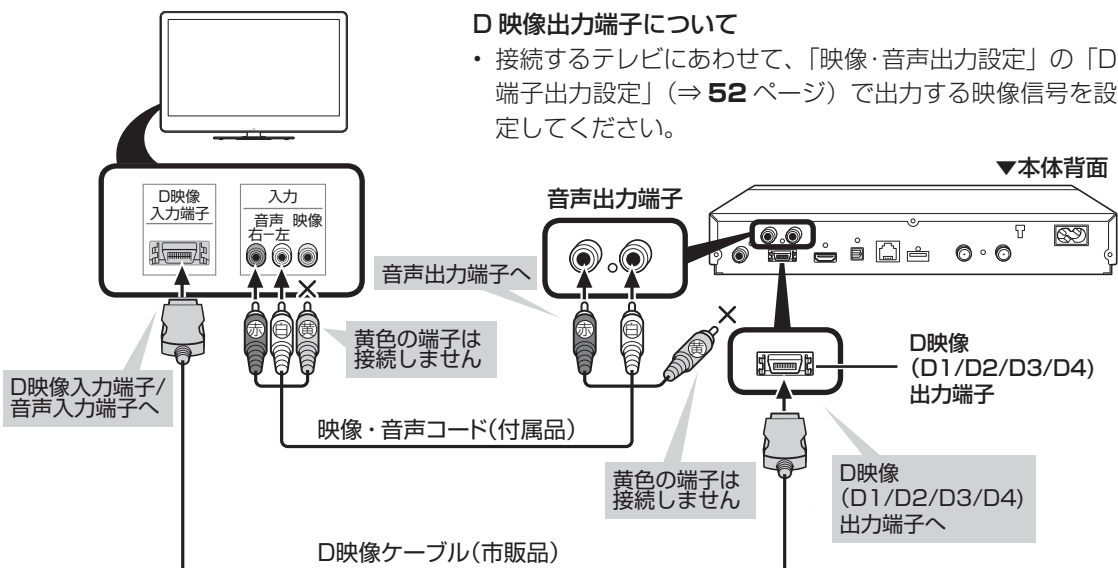 D 映像出力端子について
• 接続するテレビにあわせて、「映像・音声出力設定」の「D
端子出力設定」（⇒ 52 ページ）で出力する映像信号を設
定してください。
▼本体背面
D映像
入力端子
入力
音声 映像
右ー左
音声出力端子
音声出力端子へ
赤
白
黄
黄色の端子は
接続しません
赤
白
黄
D映像
（D1/D2/D3/D4）
出力端子
D映像入力端子/
音声入力端子へ
映像・音声コード（付属品）
黄色の端子は
接続しません
D映像
（D1/D2/D3/D4）
出力端子へ
D映像ケーブル（市販品）